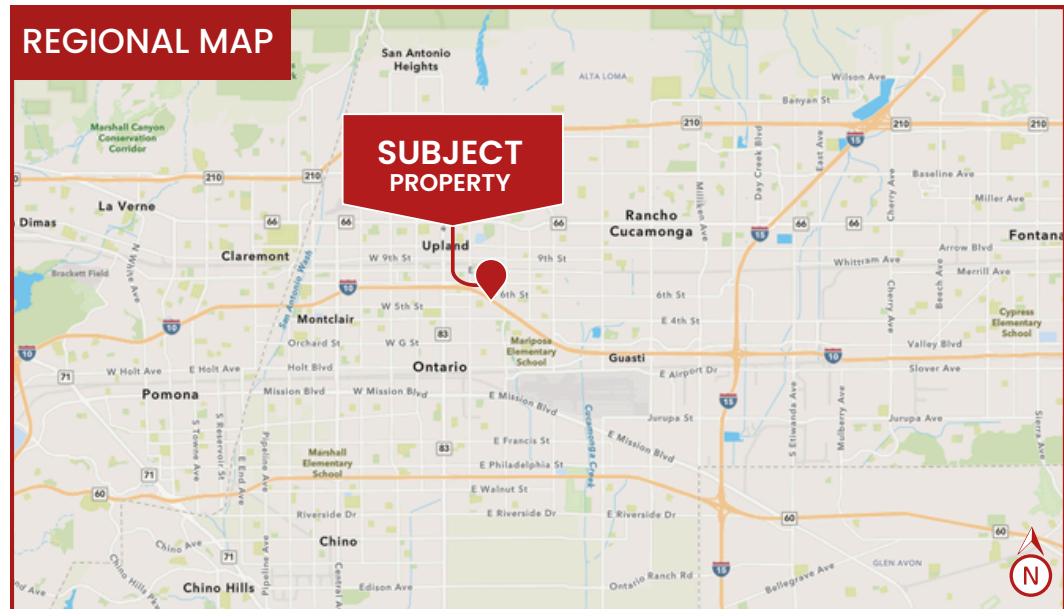 REGIONAL MAP
San Antonio
Heights
ALTA LOMA
Wilson Ave
Banyan St
Marshall Canyon
Conservation
Corridor
210
210
210
210
210
15
East Ave
Day Creek Blvd
Milliken Ave
Cherry Ave
Baseline Ave
Miller Ave
SUBJECT
PROPERTY
La Verne
Dimas
66
66
66
66
66
Rancho
Cucamonga
15
Fontana
Upland
Claremont
W 9th St
9th St
E
Arrow Blvd
Whittram Ave
Merrill Ave
Brackett Field
N White Ave
San Antonio Wash
10
6th St
6th St
Cherry Ave
Beech Ave
W 5th St
Montclair
E 4th St
Cypress
Elementary
School
10
83
Orchard St
W G St
Mariposa
Elementary
School
Valley Blvd
10
Guasti
10
71
W Holt Ave
E Holt Ave
Holt Blvd
Ontario
E Airport Dr
Slover Ave
Pomona
Mission Blvd
W Mission Blvd
E Mission Blvd
15
Jurupa St
Jurupa Ave
S Etiwanda Ave
Mulberry Ave
Sierra Ave
S Towne Ave
S Reservoir St
E End Ave
Pipeline Ave
Cucamonga Creek
E Francis St
E Mission Blvd
83
Marshall
Elementary
School
E Philadelphia St
71
60
E Walnut St
Riverside Dr
E Riverside Dr
E Riverside Dr
60
60
Chino
Chino Ave
71
Pipeline Ave
Central A
Chino Hills Pkwy
Chino Hills
Edison Ave
Ontario Ranch Rd
15
Bellegrave Ave
GLEN AVON
N